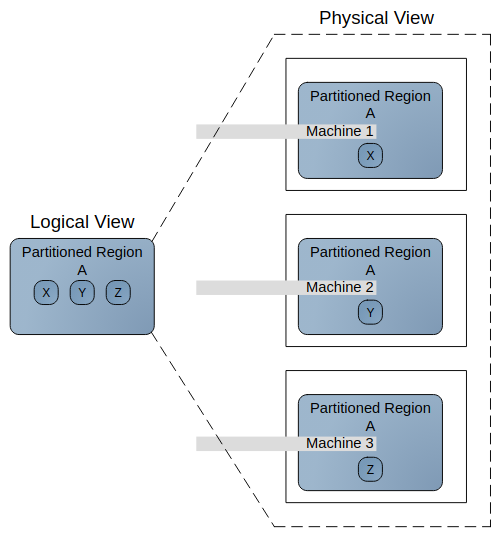 Physical View
Partitioned Region
A
Machine 1
X
Logical View
Partitioned Region
A
X Y Z
Partitioned Region
A
Machine 2
Y
Partitioned Region
A
Machine 3
Z